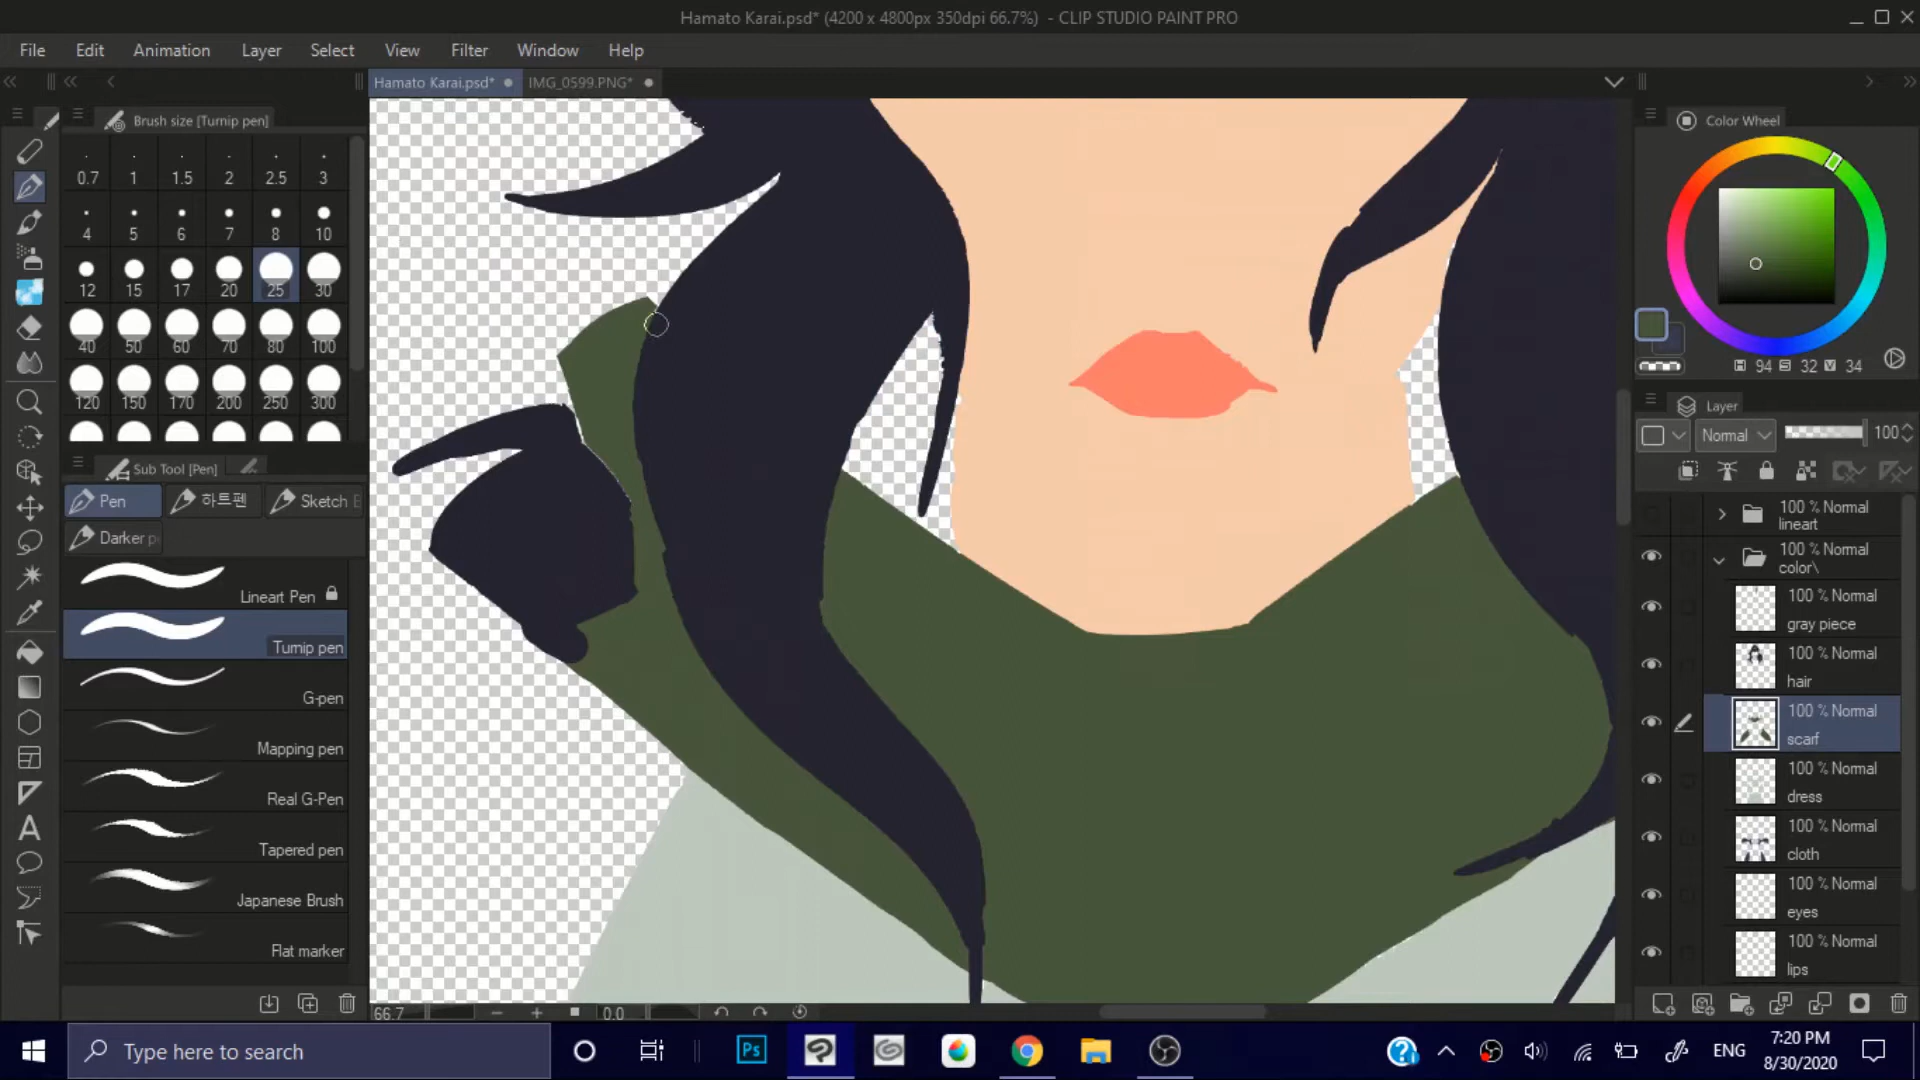 Hamato Karai.psd* (4200 x 4800px 350dpi 66.7%) - CLIP STUDIO PAINT PRO
File Edit Animation Layer Select View Filter Window Help
Hamato Karai.psd* IMG_0599.PNG*
Brush size [Turnip pen]
0.7 1 1.5 2 2.5 3
4 5 6 7 8 10
12 15 17 20 25 30
40 50 60 70 80 100
120 150 170 200 250 300
Sub Tool [Pen]
Pen 하트펜 Sketch
Darker p
Lineart Pen
Turnip pen
G-pen
Mapping pen
Real G-Pen
Tapered pen
Japanese Brush
Flat marker
66.7 0.0
Color Wheel
H 94 S 32 V 34
Layer
Normal 100
100 % Normal
lineart
100 % Normal
color\
100 % Normal
gray piece
100 % Normal
hair
100 % Normal
scarf
100 % Normal
dress
100 % Normal
cloth
100 % Normal
eyes
100 % Normal
lips
Type here to search
Ps
ENG
7:20 PM
8/30/2020